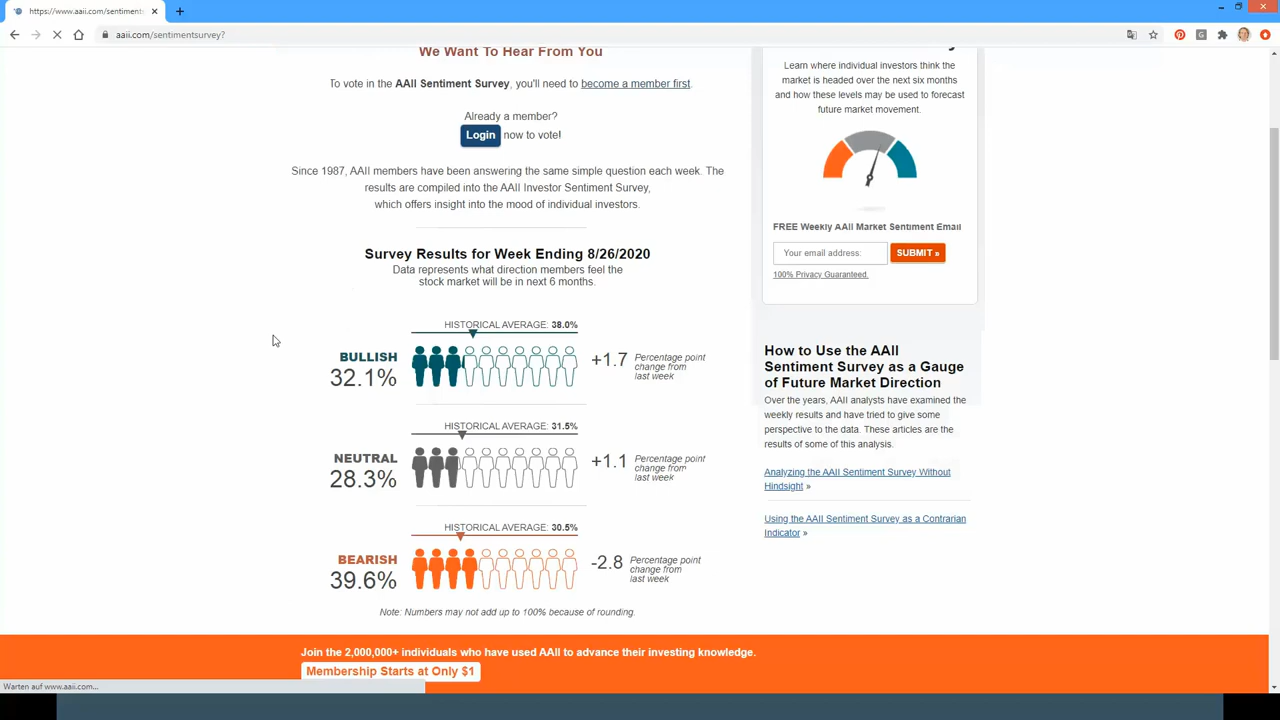 https://www.aaii.com/sentiments
aaii.com/sentimentsurvey?
We Want To Hear From You
To vote in the AAII Sentiment Survey, you'll need to become a member first.
Already a member?
Login now to vote!
Since 1987, AAII members have been answering the same simple question each week. The
results are compiled into the AAII Investor Sentiment Survey,
which offers insight into the mood of individual investors.
Survey Results for Week Ending 8/26/2020
Data represents what direction members feel the
stock market will be in next 6 months.
HISTORICAL AVERAGE: 38.0%
BULLISH
32.1%
+1.7
Percentage point
change from
last week
HISTORICAL AVERAGE: 31.5%
NEUTRAL
28.3%
+1.1
Percentage point
change from
last week
HISTORICAL AVERAGE: 30.5%
BEARISH
39.6%
-2.8
Percentage point
change from
last week
Note: Numbers may not add up to 100% because of rounding.
Learn where individual investors think the
market is headed over the next six months
and how these levels may be used to forecast
future market movement.
FREE Weekly AAII Market Sentiment Email
Your email address:
SUBMIT »
100% Privacy Guaranteed.
How to Use the AAII
Sentiment Survey as a Gauge
of Future Market Direction
Over the years, AAII analysts have examined the
weekly results and have tried to give some
perspective to the data. These articles are the
results of some of this analysis.
Analyzing the AAII Sentiment Survey Without
Hindsight »
Using the AAII Sentiment Survey as a Contrarian
Indicator »
Join the 2,000,000+ individuals who have used AAII to advance their investing knowledge.
Membership Starts at Only $1
Warten auf www.aaii.com...